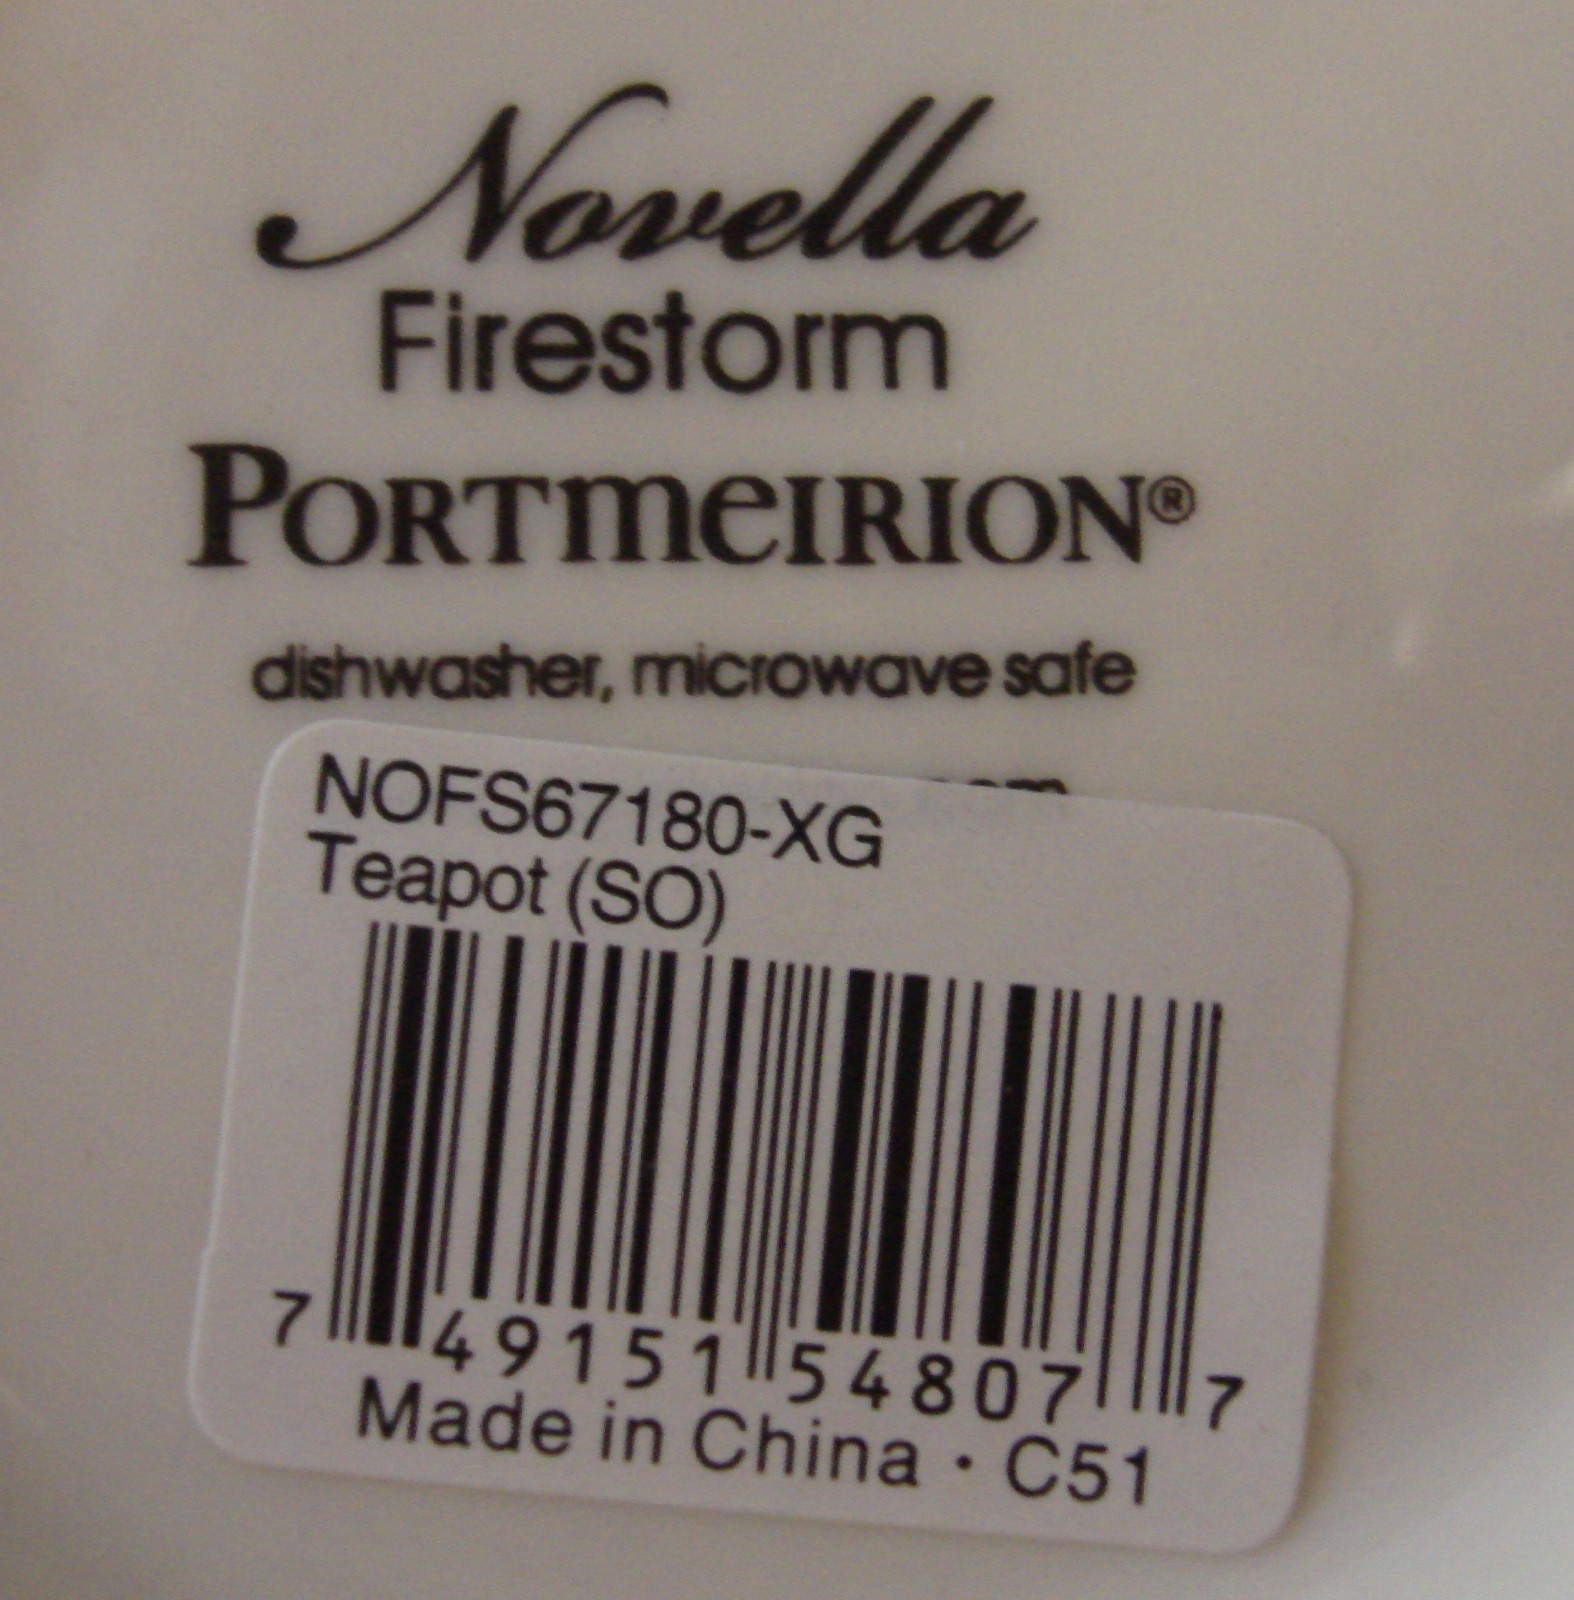 Novella
Firestorm
PORTMEIRION®
dishwasher, microwave safe
NOFS67180-XG
Teapot (SO)
7 49151 54807 7
Made in China · C51